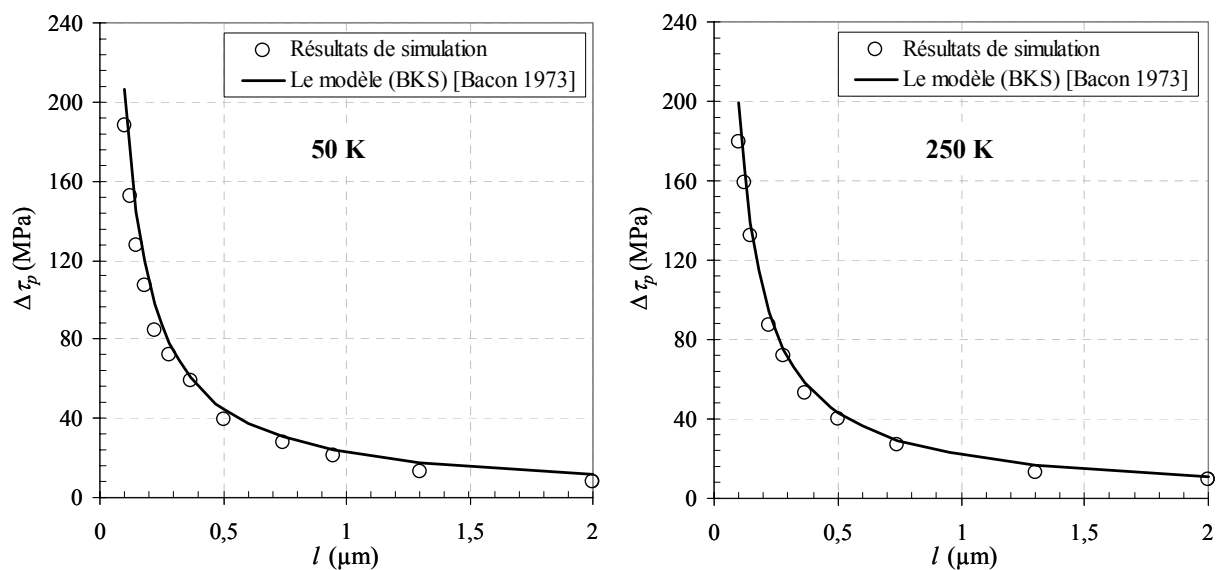 240
200
160
120
80
40
0
Δτp (MPa)
Résultats de simulation
Le modèle (BKS) [Bacon 1973]
50 K
0
0,5
1
1,5
2
l (µm)
240
200
160
120
80
40
0
Δτp (MPa)
Résultats de simulation
Le modèle (BKS) [Bacon 1973]
250 K
0
0,5
1
1,5
2
l (µm)